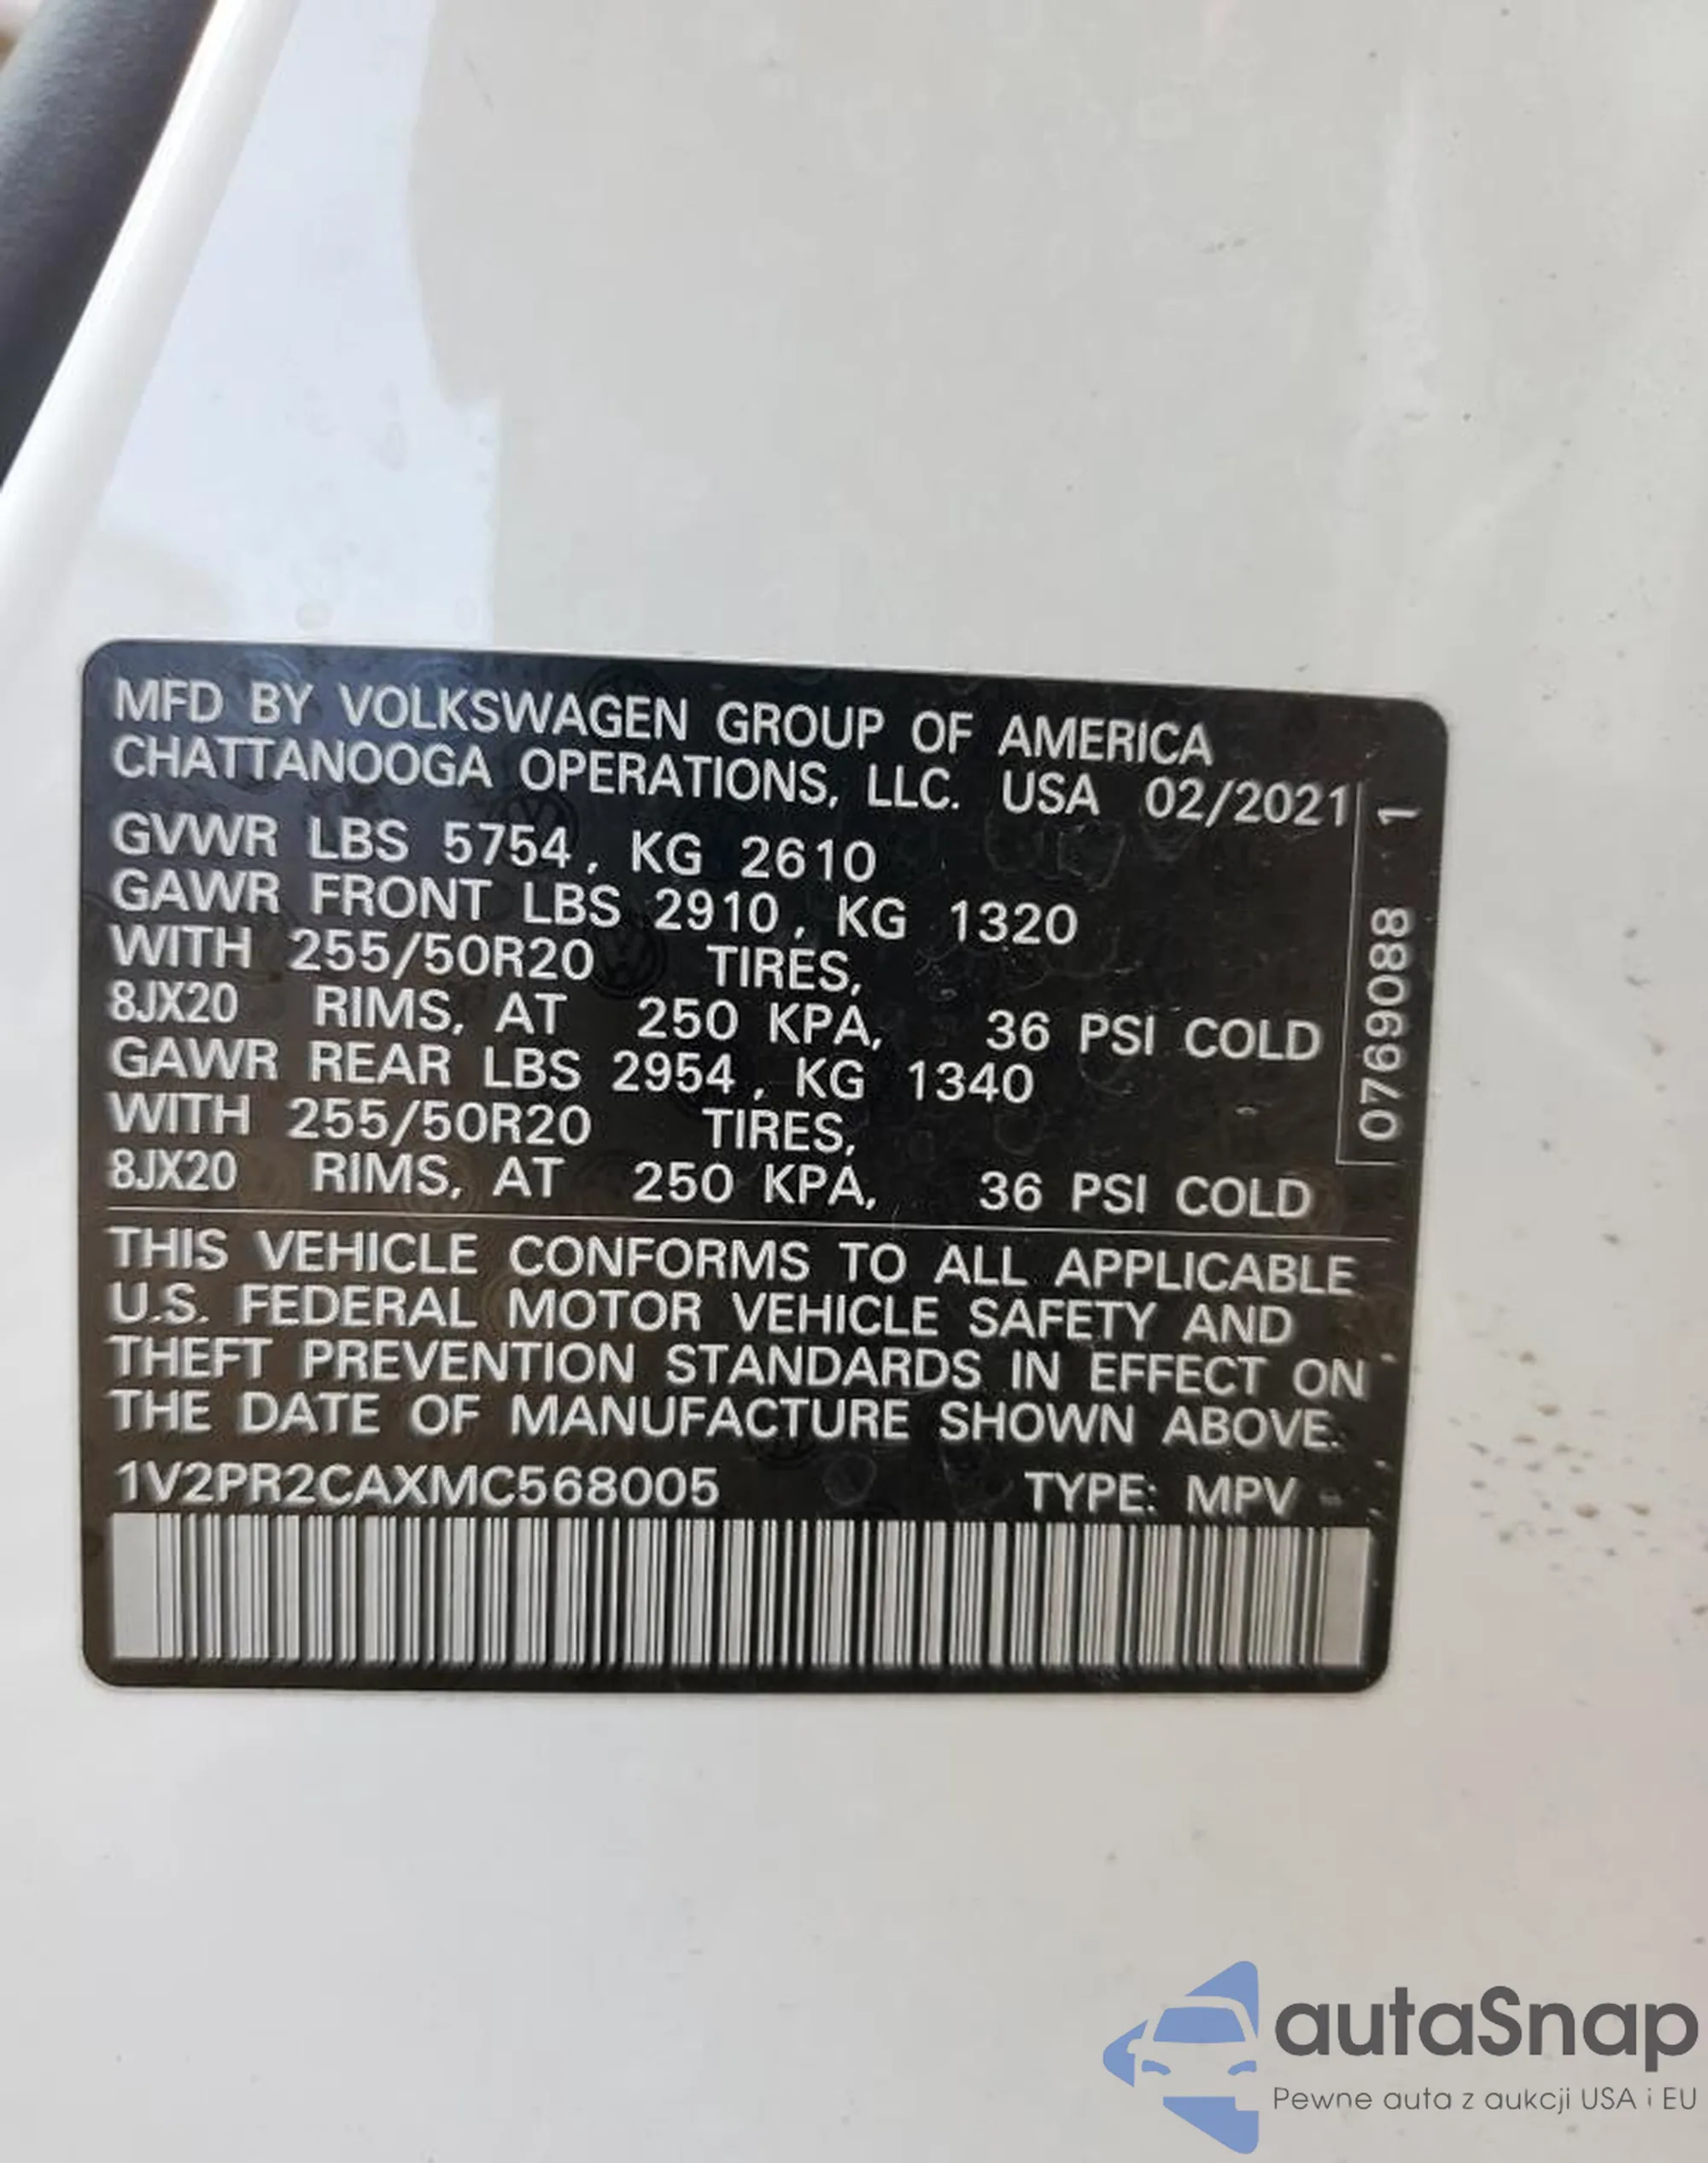 MFD BY VOLKSWAGEN GROUP OF AMERICA
CHATTANOOGA OPERATIONS, LLC. USA 02/2021
GVWR LBS 5754, KG 2610
GAWR FRONT LBS 2910, KG 1320
WITH 255/50R20 TIRES,
8JX20 RIMS, AT 250 KPA, 36 PSI COLD
GAWR REAR LBS 2954, KG 1340
WITH 255/50R20 TIRES,
8JX20 RIMS, AT 250 KPA, 36 PSI COLD
0769088 1
THIS VEHICLE CONFORMS TO ALL APPLICABLE
U.S. FEDERAL MOTOR VEHICLE SAFETY AND
THEFT PREVENTION STANDARDS IN EFFECT ON
THE DATE OF MANUFACTURE SHOWN ABOVE.
1V2PR2CAXMC568005 TYPE: MPV
autaSnap
Pewne auta z aukcji USA i EU